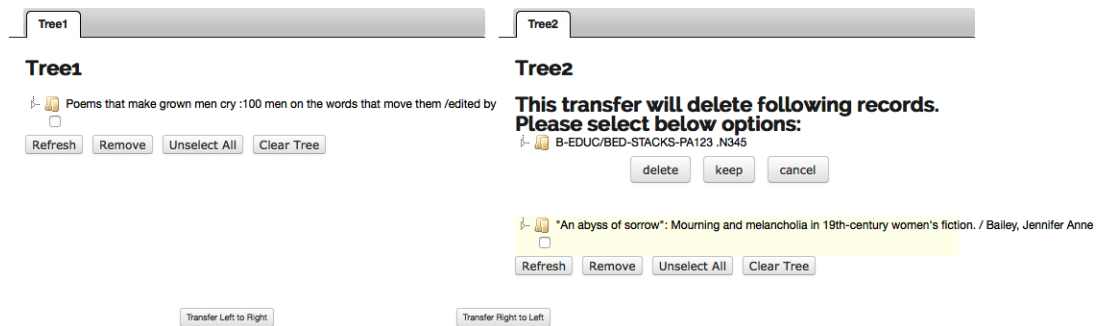 Tree1
Tree1
Poems that make grown men cry :100 men on the words that move them /edited by
Refresh Remove Unselect All Clear Tree
Tree2
Tree2
This transfer will delete following records.
Please select below options:
B-EDUC/BED-STACKS-PA123 .N345
delete keep cancel
"An abyss of sorrow": Mourning and melancholia in 19th-century women's fiction. / Bailey, Jennifer Anne
Refresh Remove Unselect All Clear Tree
Transfer Left to Right Transfer Right to Left